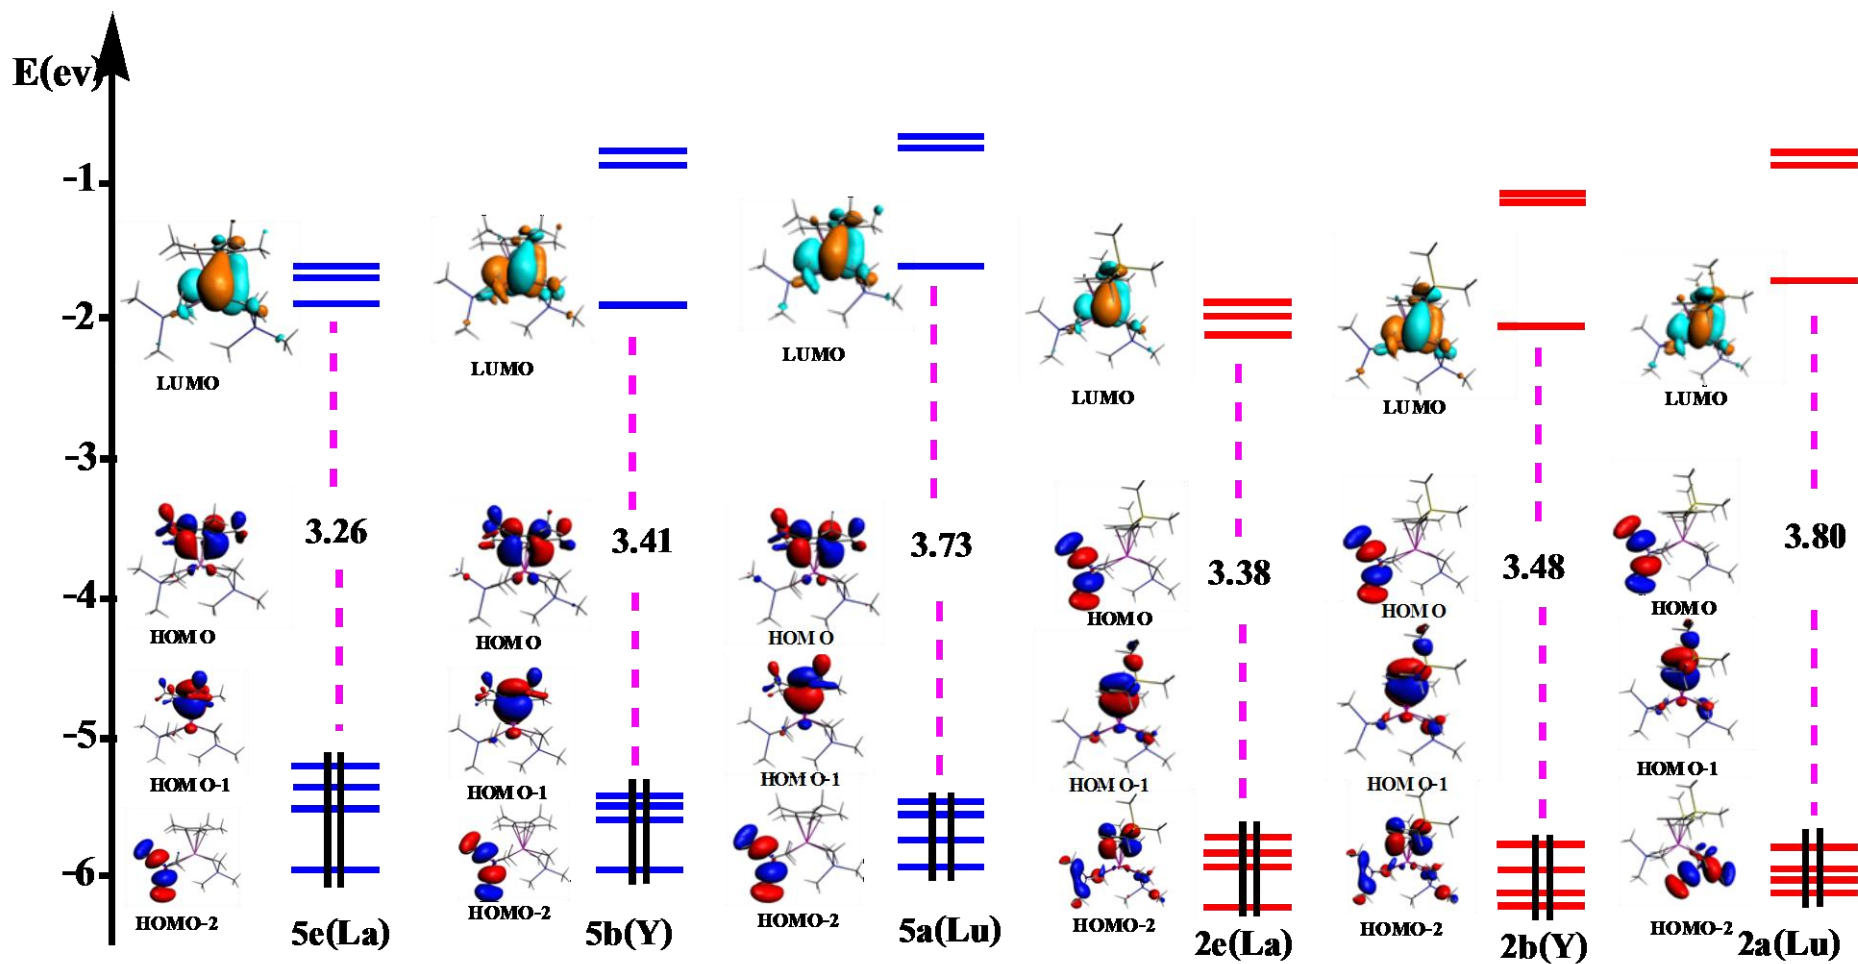 E(ev)
-1
-2
-3
-4
-5
-6
LUMO
LUMO
LUMO
LUMO
LUMO
LUMO
3.26
3.41
3.73
3.38
3.48
3.80
HOMO
HOMO
HOMO
HOMO
HOMO
HOMO
HOMO-1
HOMO-1
HOMO-1
HOMO-1
HOMO-1
HOMO-1
HOMO-2
HOMO-2
HOMO-2
HOMO-2
HOMO-2
HOMO-2
5e(La)
5b(Y)
5a(Lu)
2e(La)
2b(Y)
2a(Lu)